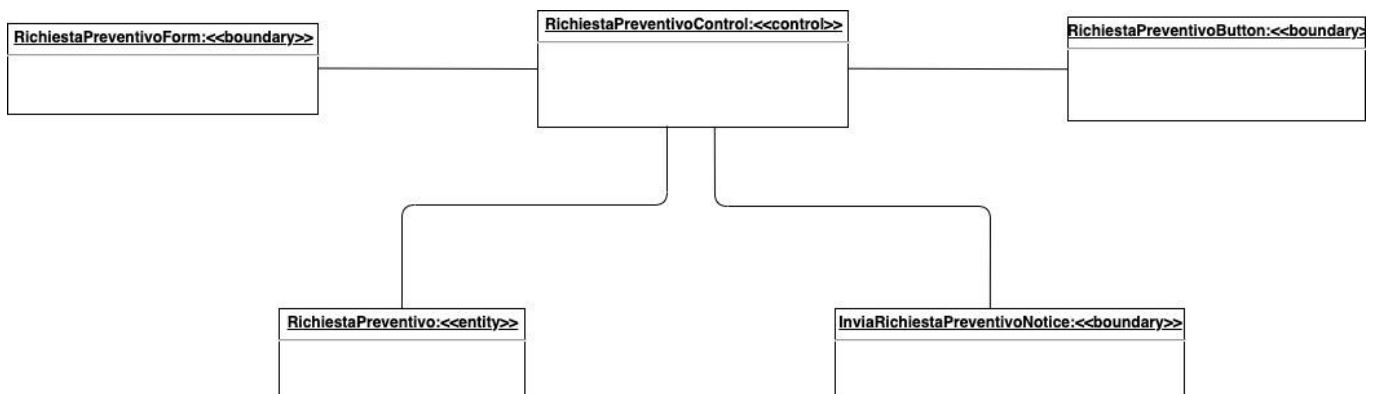 RichiestaPreventivoForm:<<boundary>>
RichiestaPreventivoControl:<<control>>
RichiestaPreventivoButton:<<boundary>
RichiestaPreventivo:<<entity>>
InviaRichiestaPreventivoNotice:<<boundary>>